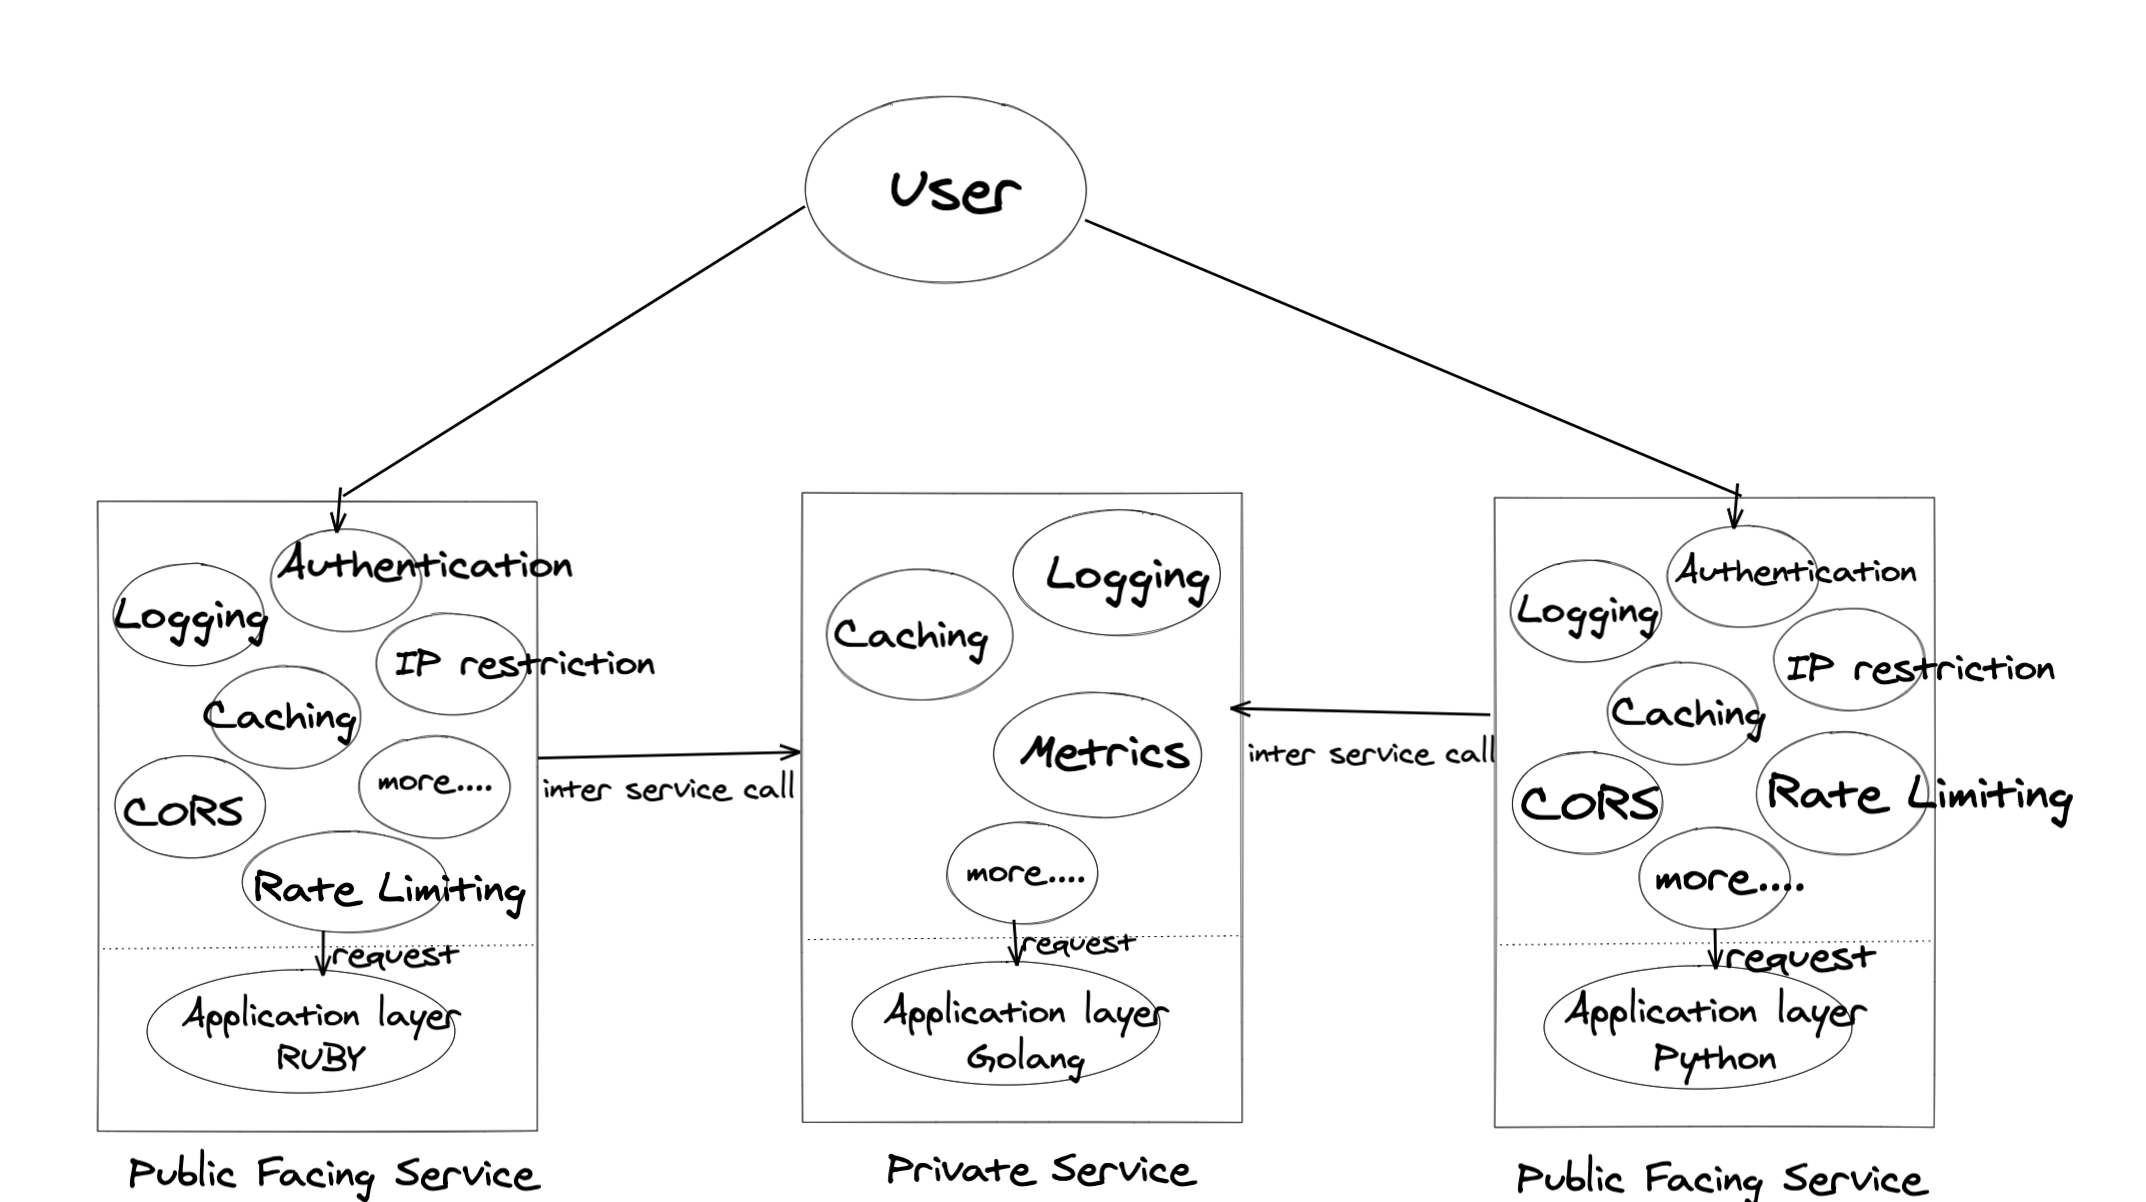 User
Authentication
Logging
IP restriction
Caching
more....
CORS
Rate Limiting
request
Application layer
RUBY
Public Facing Service
inter service call
Logging
Caching
Metrics
more....
request
Application layer
Golang
Private Service
inter service call
Authentication
Logging
IP restriction
Caching
Rate Limiting
CORS
more....
request
Application layer
Python
Public Facing Service